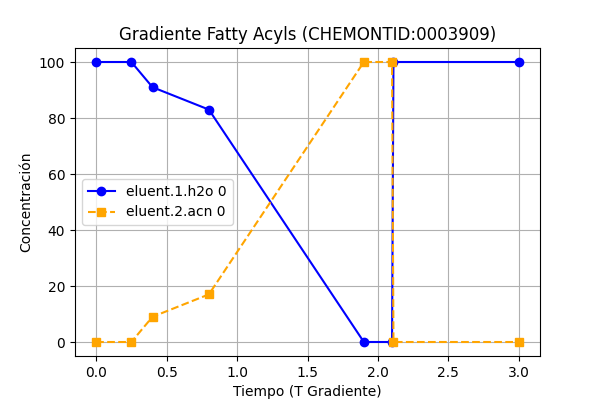 Gradiente Fatty Acyls (CHEMONTID:0003909)
100
80
60
40
20
0
Concentración
eluent.1.h2o 0
eluent.2.acn 0
0.0 0.5 1.0 1.5 2.0 2.5 3.0
Tiempo (T Gradiente)